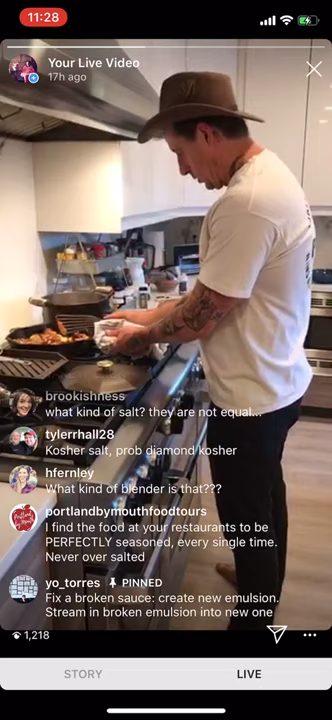 11:28
Your Live Video
17h ago
brookishness
what kind of salt? they are not equal...
tylerrhall28
Kosher salt, prob diamond kosher
hfernley
What kind of blender is that???
portlandbymouthfoodtours
I find the food at your restaurants to be
PERFECTLY seasoned, every single time.
Never over salted
yo_torres PINNED
Fix a broken sauce: create new emulsion.
Stream in broken emulsion into new one
1,218
STORY LIVE